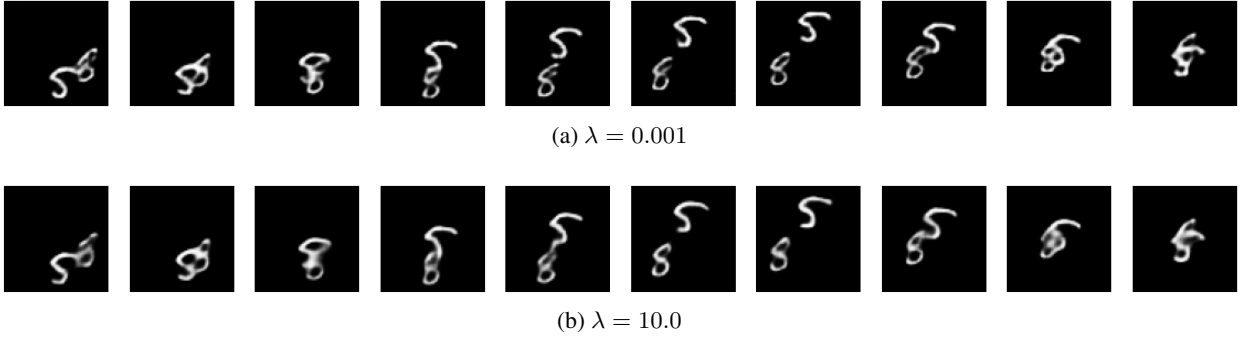 (a) λ = 0.001
(b) λ = 10.0